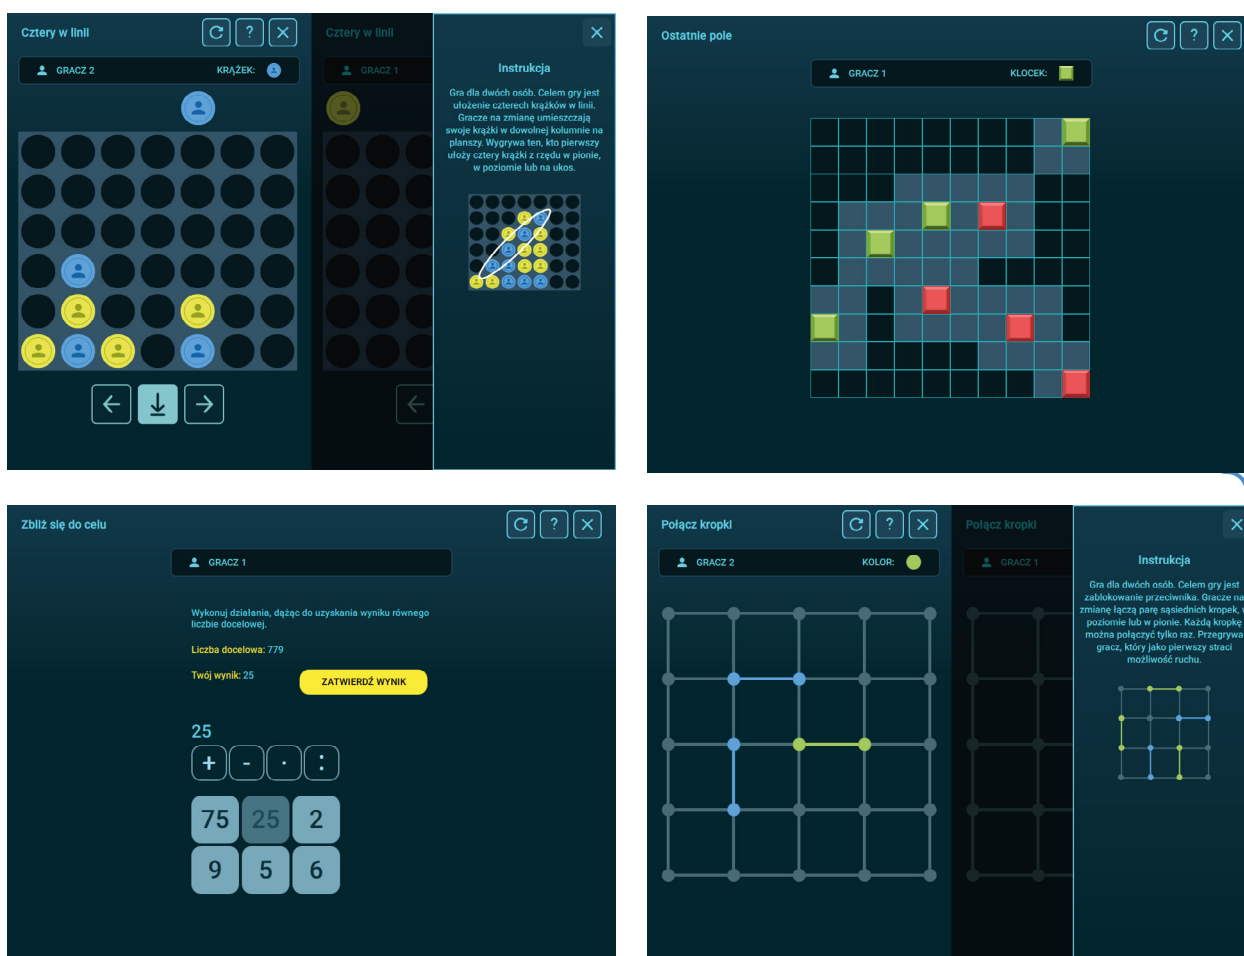 Cztery w linii
?
GRACZ 2
KRĄŻEK:
Cztery w linii
GRACZ 1
Instrukcja
Gra dla dwóch osób. Celem gry jest
ułożenie czterech krążków w linii.
Gracze na zmianę umieszczają
swoje krążki w dowolnej kolumnie na
planszy. Wygrywa ten, kto pierwszy
ułoży cztery krążki z rzędu w pionie,
w poziomie lub na ukos.
Ostatnie pole
?
GRACZ 1
KLOCEK:
Zbliż się do celu
?
GRACZ 1
Wykonuj działania, dążąc do uzyskania wyniku równego
liczbie docelowej.
Liczba docelowa: 779
Twój wynik: 25
ZATWIERDŹ WYNIK
25
+ - · :
75 25 2
9 5 6
Połącz kropki
?
GRACZ 2
KOLOR:
Połącz kropki
GRACZ 1
Instrukcja
Gra dla dwóch osób. Celem gry jest
zablokowanie przeciwnika. Gracze na
zmianę łączą parę sąsiednich kropek, w
poziomie lub w pionie. Każdą kropkę
można połączyć tylko raz. Przegrywa
gracz, który jako pierwszy straci
możliwość ruchu.